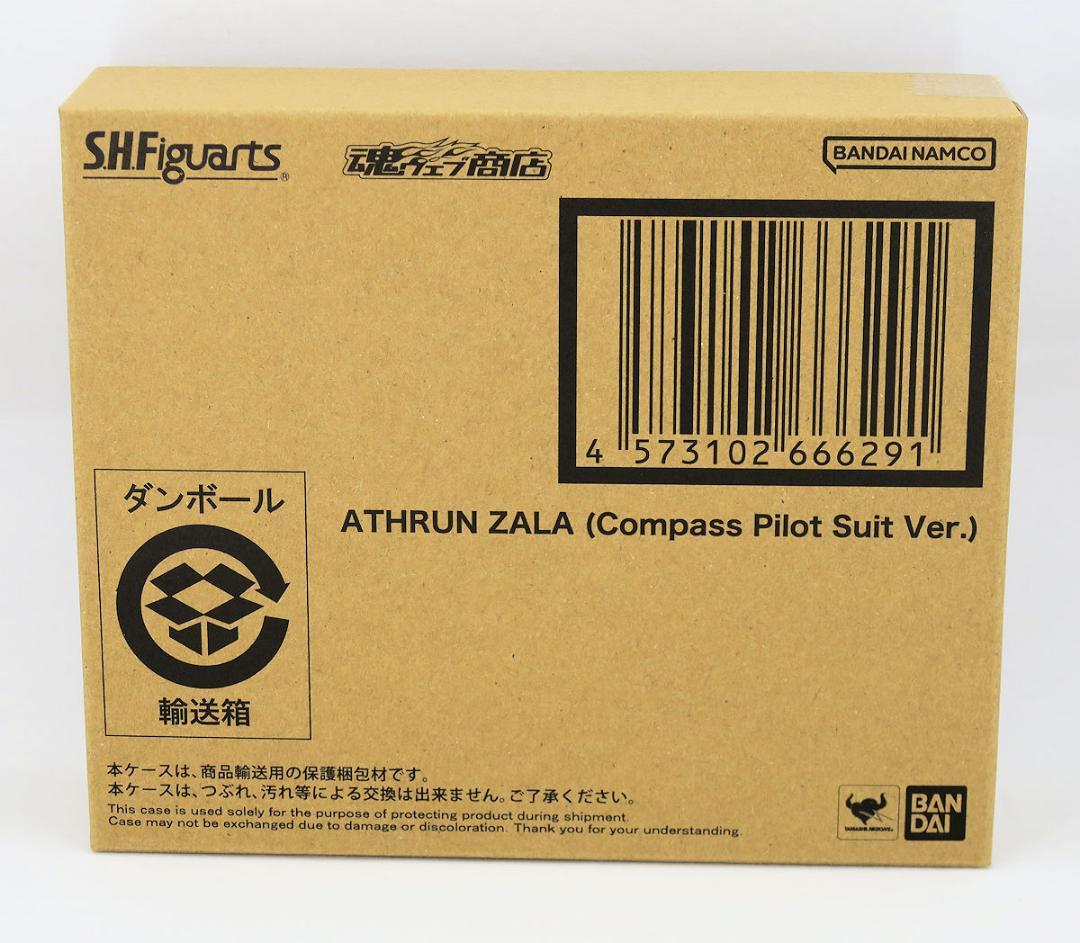 S.H.Figuarts®
魂ウェブ商店
BANDAI NAMCO
4 573102 666291
ATHRUN ZALA (Compass Pilot Suit Ver.)
ダンボール
輸送箱
本ケースは、商品輸送用の保護梱包材です。
本ケースは、つぶれ、汚れ等による交換は出来ません。ご了承ください。
This case is used solely for the purpose of protecting product during shipment.
Case may not be exchanged due to damage or discoloration. Thank you for your understanding.
TAMASHII NATIONS
BAN
DAI